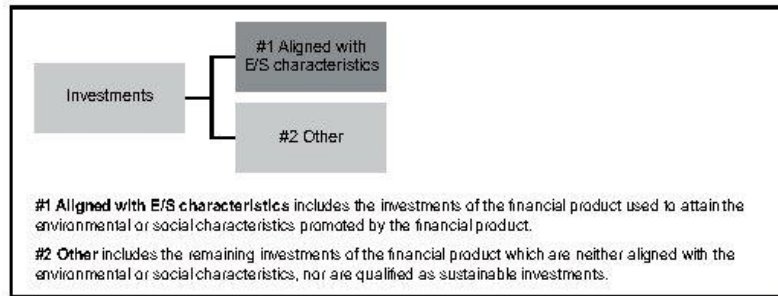 #1 Aligned with
E/S characteristics
Investments
#2 Other
#1 Aligned with E/S characteristics includes the investments of the financial product used to attain the
environmental or social characteristics promoted by the financial product.
#2 Other includes the remaining investments of the financial product which are neither aligned with the
environmental or social characteristics, nor are qualified as sustainable investments.